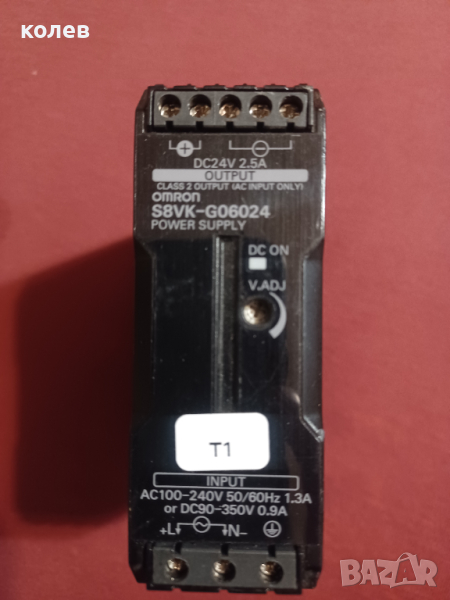 колев
DC24V 2.5A
OUTPUT
CLASS 2 OUTPUT (AC INPUT ONLY)
OMRON
S8VK-G06024
POWER SUPPLY
DC ON
V.ADJ
T1
INPUT
AC100-240V 50/60Hz 1.3A
or DC90-350V 0.9A
+L N-
BAZAR